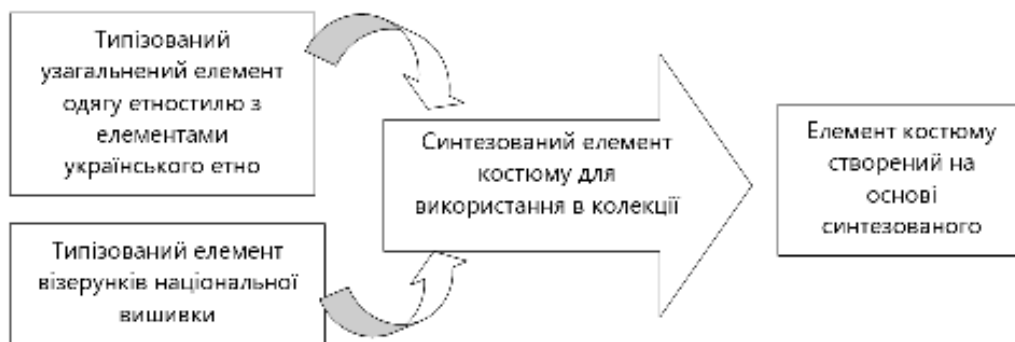 Типізований
узагальнений елемент
одягу етностилю з
елементами
українського етно
Типізований елемент
візерунків національної
вишивки
Синтезований елемент
костюму для
використання в колекції
Елемент костюму
створений на
основі
синтезованого